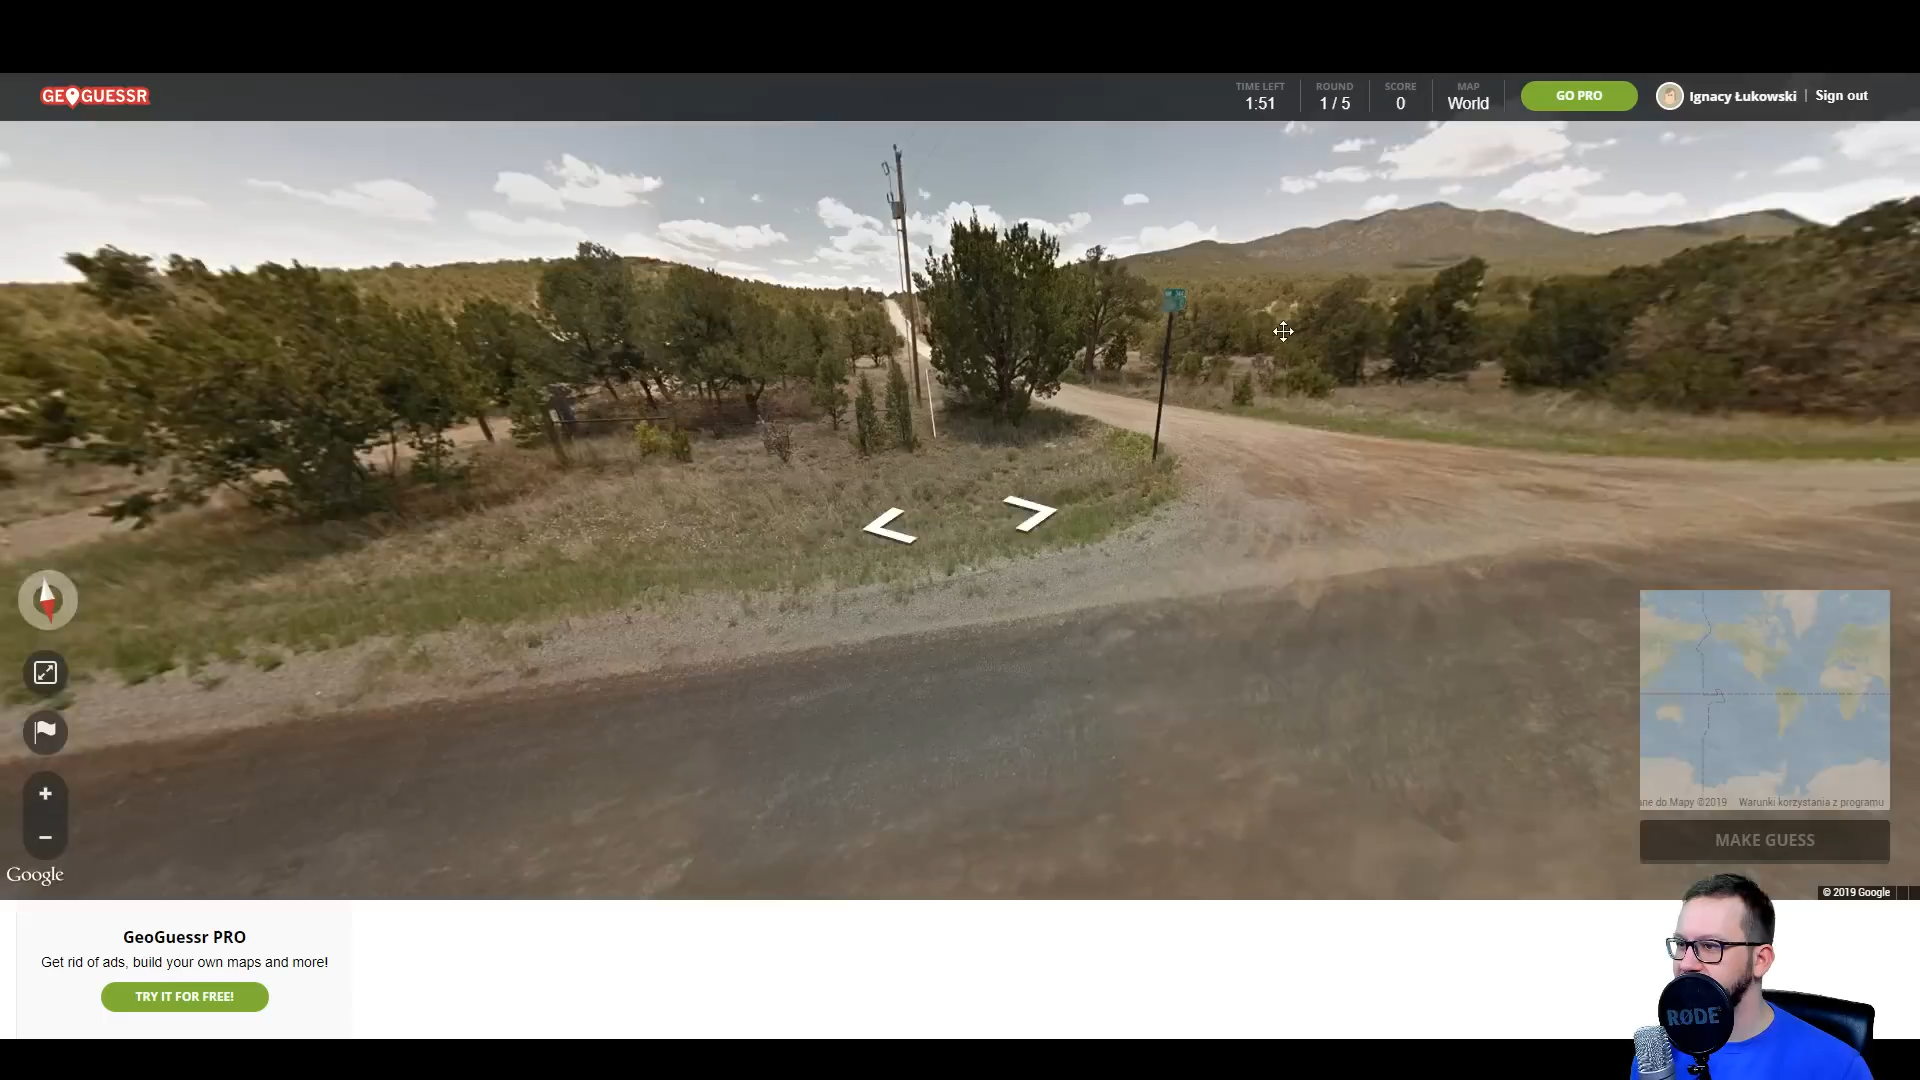 GEOGUESSR
TIME LEFT
1:51
ROUND
1 / 5
SCORE
0
MAP
World
GO PRO
Ignacy Łukowski
Sign out
ne do Mapy ©2019
Warunki korzystania z programu
MAKE GUESS
Google
© 2019 Google
GeoGuessr PRO
Get rid of ads, build your own maps and more!
TRY IT FOR FREE!
RØDE